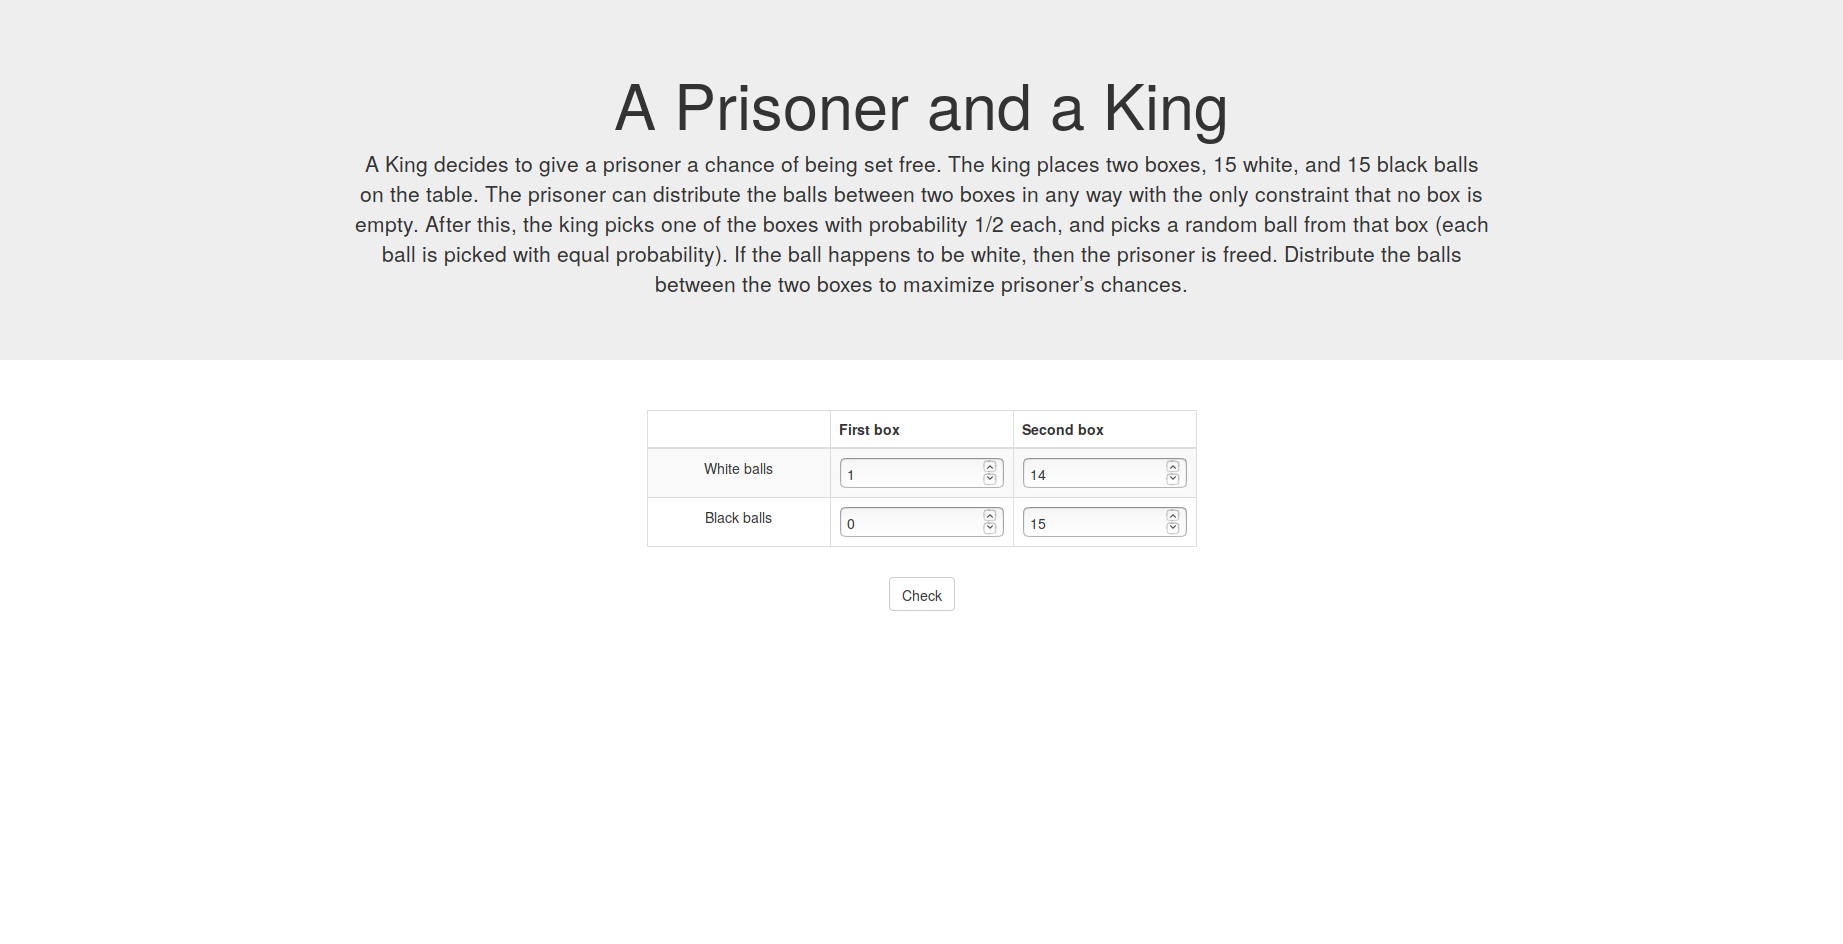 A Prisoner and a King
A King decides to give a prisoner a chance of being set free. The king places two boxes, 15 white, and 15 black balls
on the table. The prisoner can distribute the balls between two boxes in any way with the only constraint that no box is
empty. After this, the king picks one of the boxes with probability 1/2 each, and picks a random ball from that box (each
ball is picked with equal probability). If the ball happens to be white, then the prisoner is freed. Distribute the balls
between the two boxes to maximize prisoner’s chances.
First box Second box
White balls 1 14
Black balls 0 15
Check